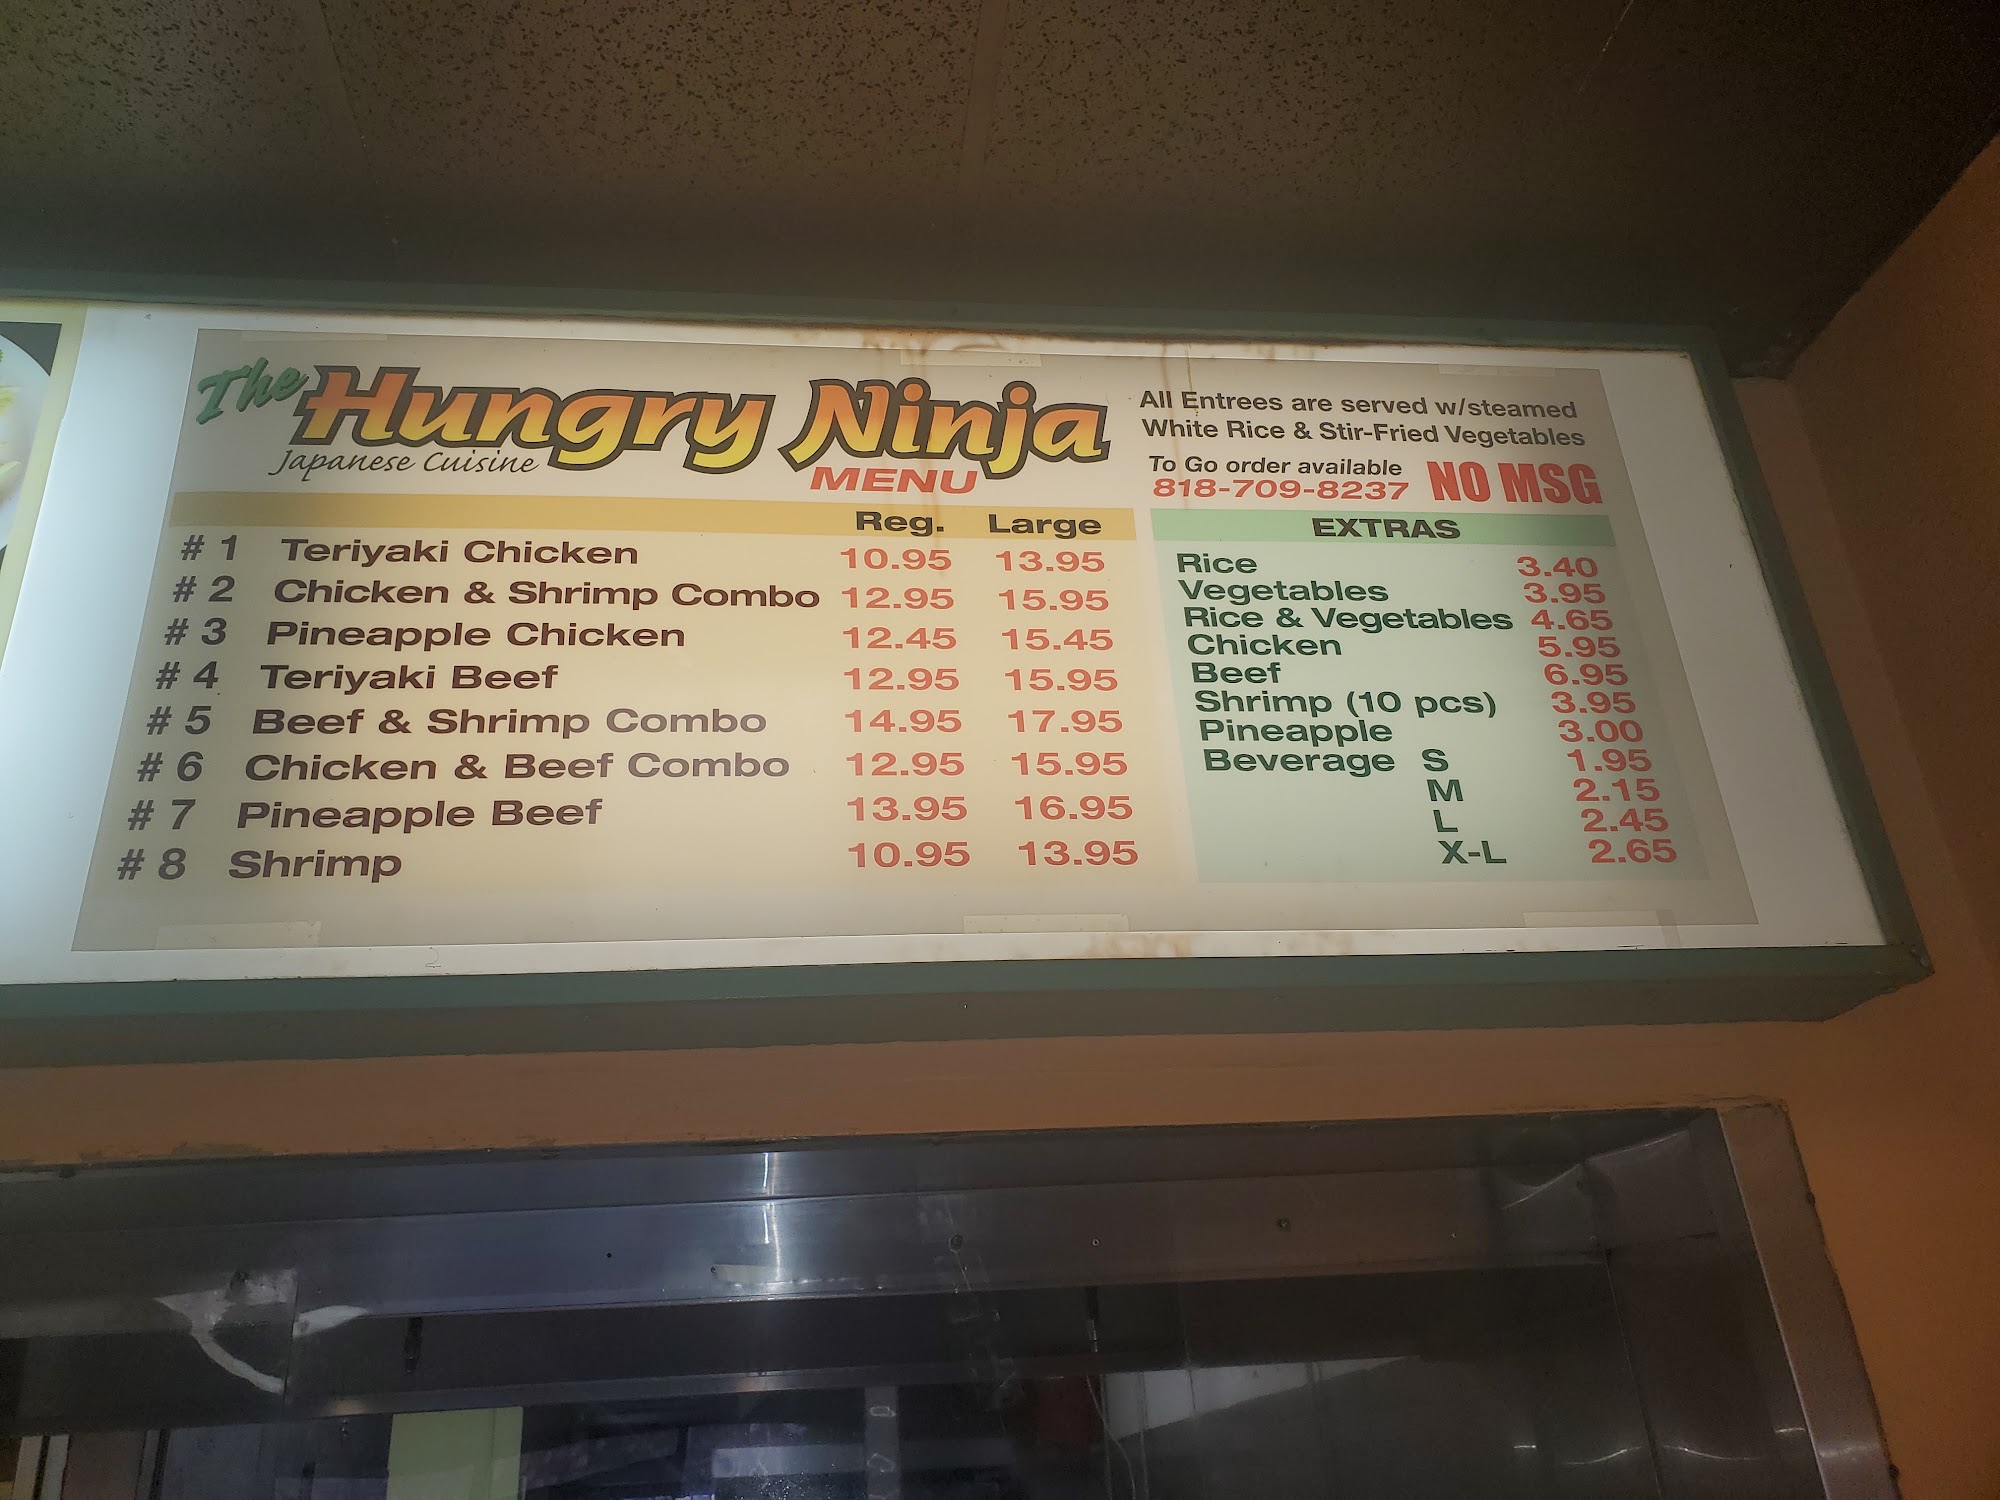 The Hungry Ninja
Japanese Cuisine
MENU
All Entrees are served w/steamed
White Rice & Stir-Fried Vegetables
To Go order available
818-709-8237 NO MSG
Reg. Large
# 1 Teriyaki Chicken 10.95 13.95
# 2 Chicken & Shrimp Combo 12.95 15.95
# 3 Pineapple Chicken 12.45 15.45
# 4 Teriyaki Beef 12.95 15.95
# 5 Beef & Shrimp Combo 14.95 17.95
# 6 Chicken & Beef Combo 12.95 15.95
# 7 Pineapple Beef 13.95 16.95
# 8 Shrimp 10.95 13.95
EXTRAS
Rice 3.40
Vegetables 3.95
Rice & Vegetables 4.65
Chicken 5.95
Beef 6.95
Shrimp (10 pcs) 3.95
Pineapple 3.00
Beverage S 1.95
M 2.15
L 2.45
X-L 2.65